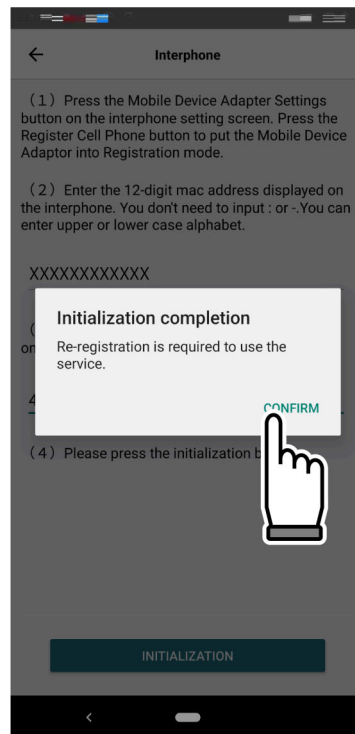 Interphone
（１）Press the Mobile Device Adapter Settings
button on the interphone setting screen. Press the
Register Cell Phone button to put the Mobile Device
Adaptor into Registration mode.
（２）Enter the 12-digit mac address displayed on
the interphone. You don't need to input : or -.You can
enter upper or lower case alphabet.
XXXXXXXXXXXX
Initialization completion
(
on
Re-registration is required to use the
service.
4
CONFIRM
（４）Please press the initialization b
INITIALIZATION